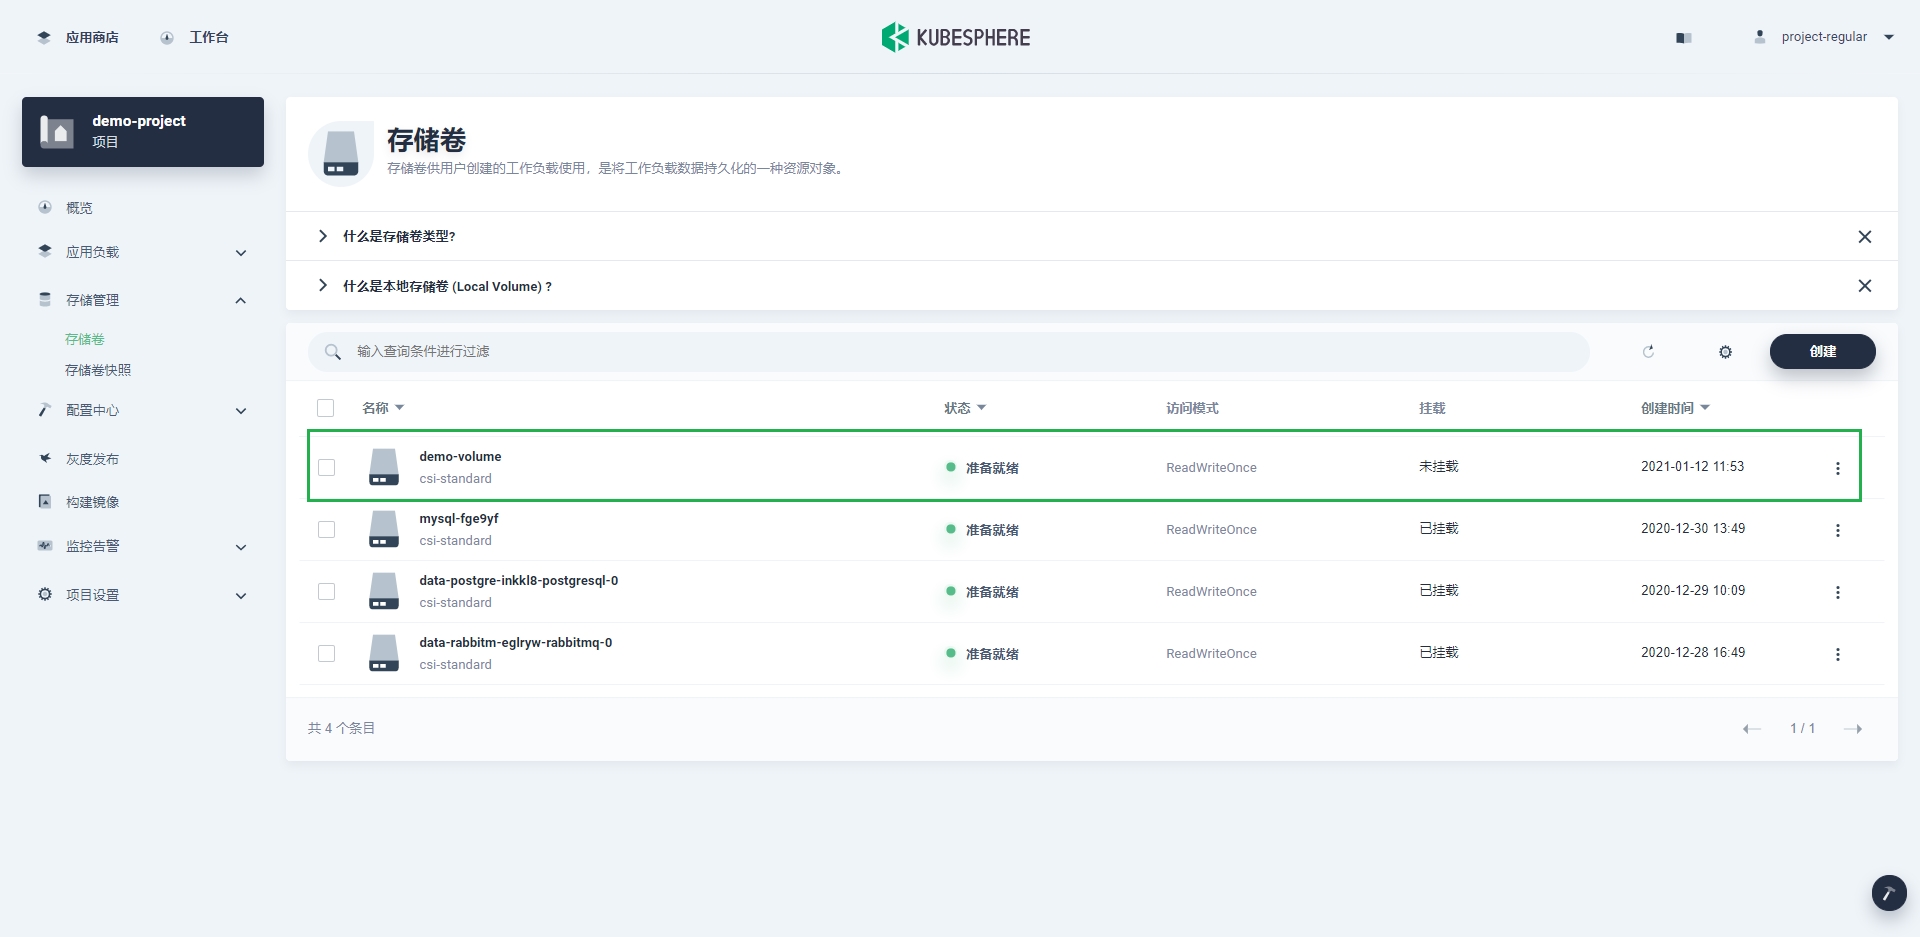 应用商店
工作台
KUBESPHERE
project-regular
demo-project
项目
概览
应用负载
存储管理
存储卷
存储卷快照
配置中心
灰度发布
构建镜像
监控告警
项目设置
存储卷
存储卷供用户创建的工作负载使用，是将工作负载数据持久化的一种资源对象。
什么是存储卷类型?
什么是本地存储卷 (Local Volume) ?
输入查询条件进行过滤
创建
名称 状态 访问模式 挂载 创建时间
demo-volume
csi-standard
准备就绪 ReadWriteOnce 未挂载 2021-01-12 11:53
mysql-fge9yf
csi-standard
准备就绪 ReadWriteOnce 已挂载 2020-12-30 13:49
data-postgre-inkkl8-postgresql-0
csi-standard
准备就绪 ReadWriteOnce 已挂载 2020-12-29 10:09
data-rabbitm-eglryw-rabbitmq-0
csi-standard
准备就绪 ReadWriteOnce 已挂载 2020-12-28 16:49
共 4 个条目
1 / 1